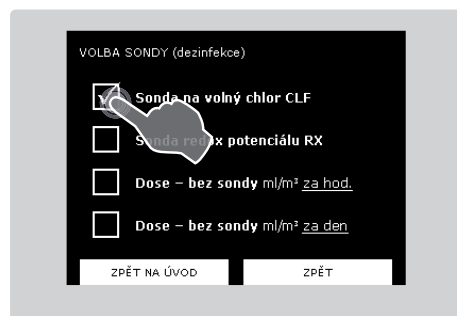 VOLBA SONDY (dezinfekce)
Sonda na volný chlor CLF
Sonda redox potenciálu RX
Dose – bez sondy ml/m³ za hod.
Dose – bez sondy ml/m³ za den
ZPĚT NA ÚVOD
ZPĚT